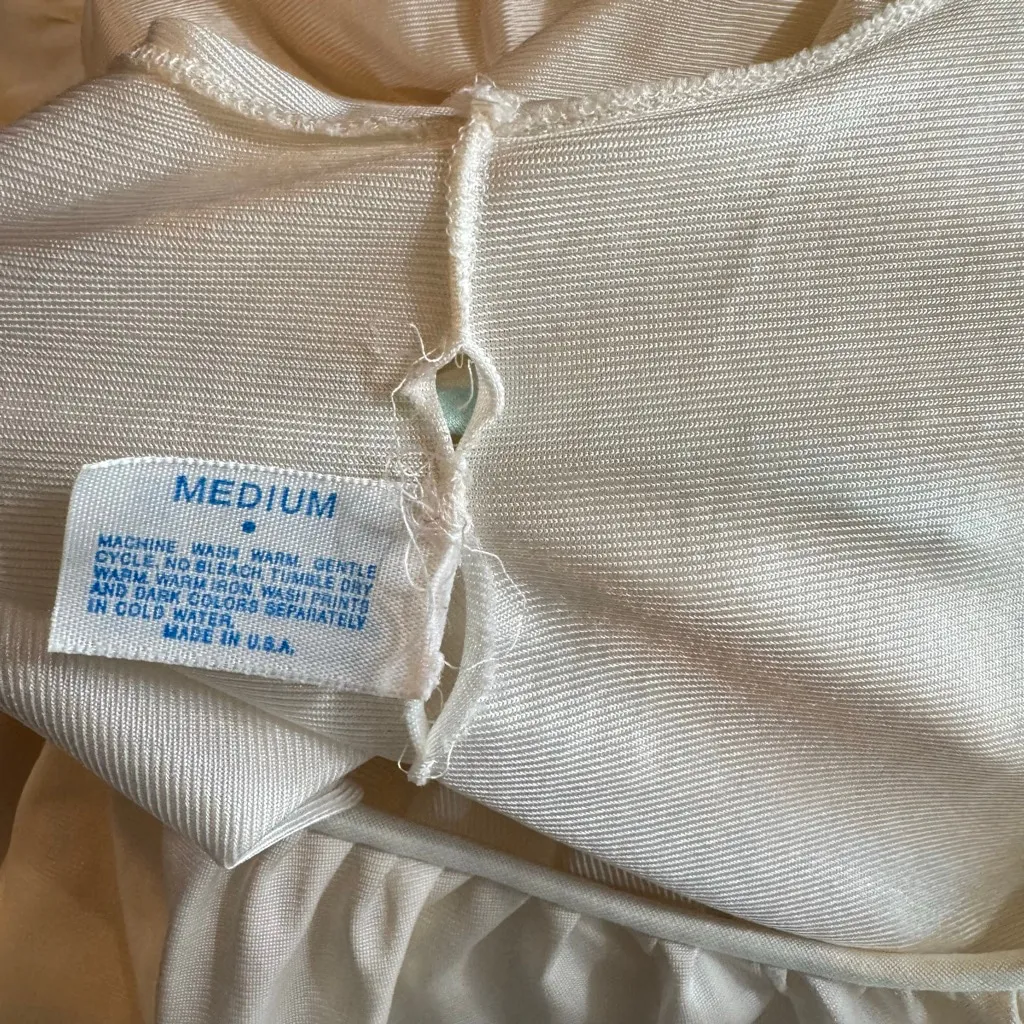 MEDIUM
MACHINE WASH WARM, GENTLE
CYCLE, NO BLEACH, TUMBLE DRY
WARM, WARM IRON, WASH PRINTS
AND DARK COLORS SEPARATELY
IN COLD WATER.
MADE IN U.S.A.